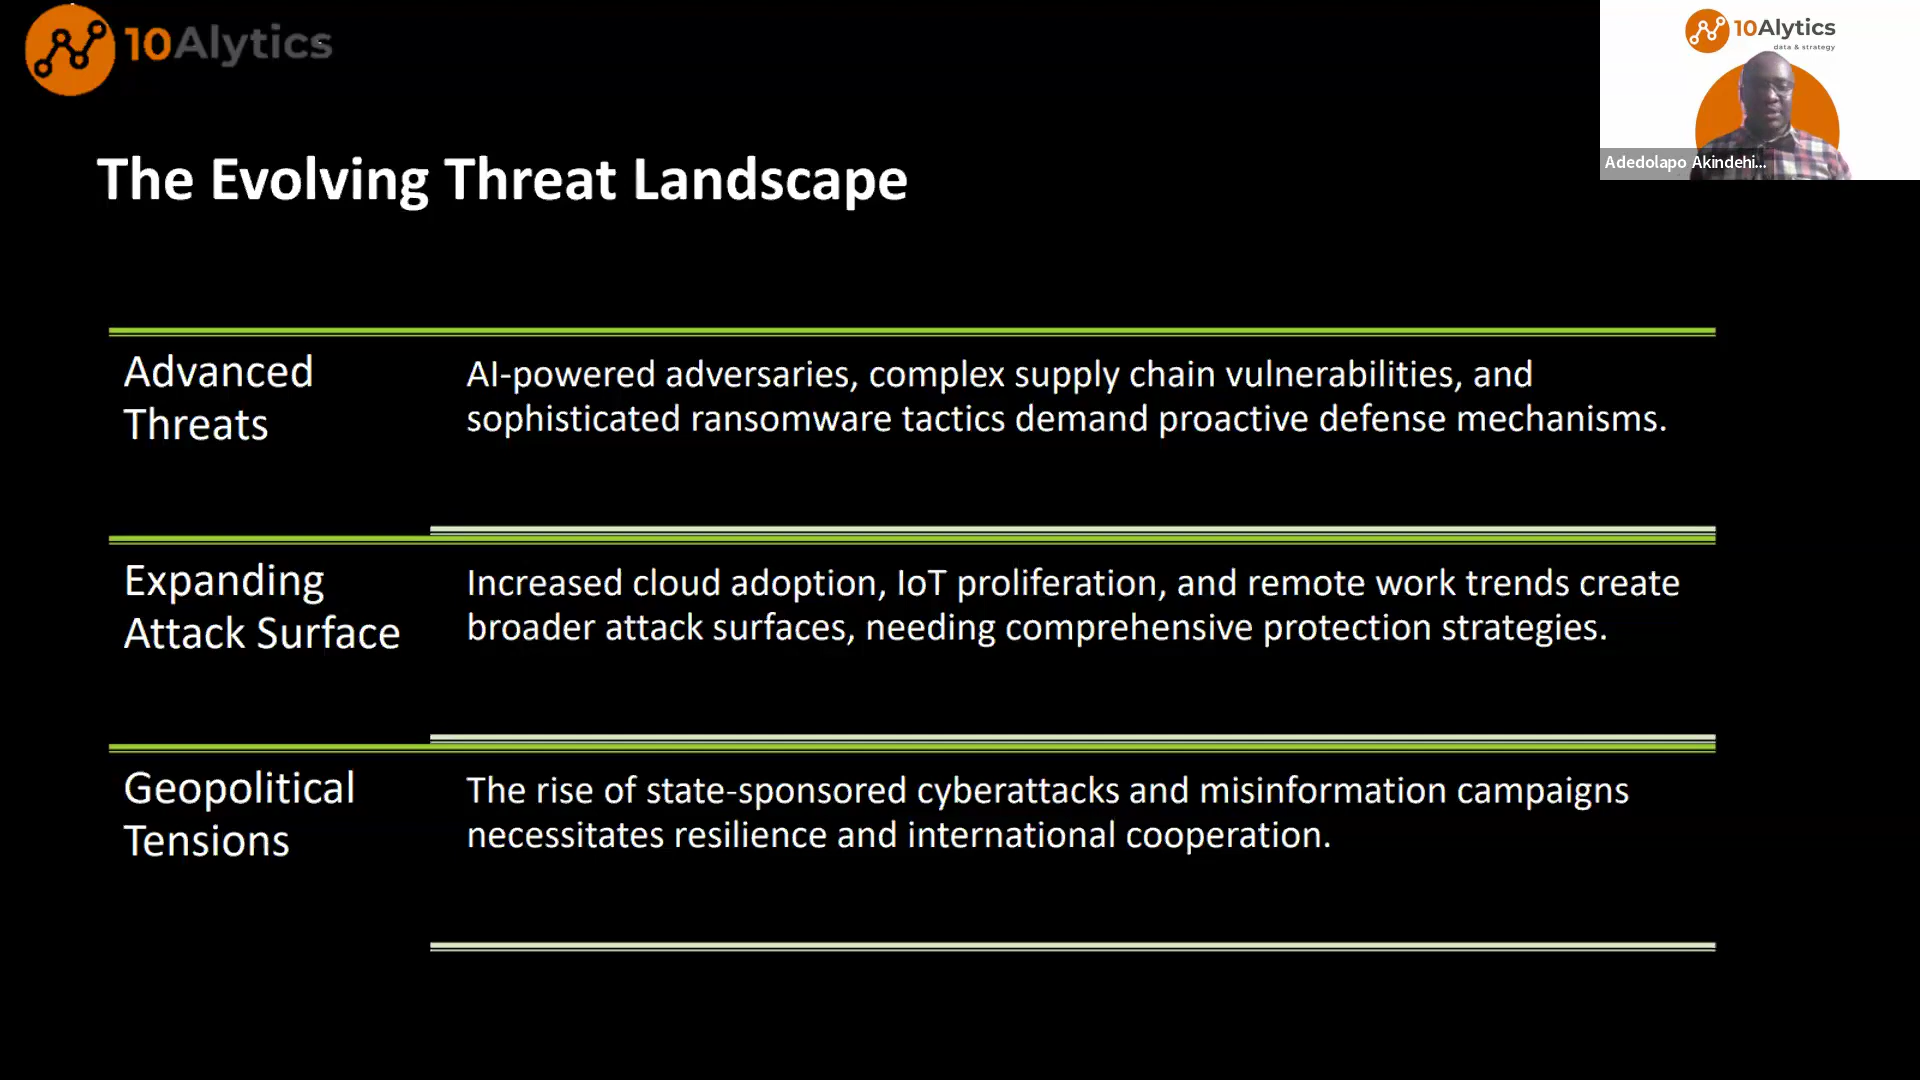 10Alytics
10Alytics
data & strategy
Adedolapo Akindehi...
The Evolving Threat Landscape
Advanced
Threats
AI-powered adversaries, complex supply chain vulnerabilities, and
sophisticated ransomware tactics demand proactive defense mechanisms.
Expanding
Attack Surface
Increased cloud adoption, IoT proliferation, and remote work trends create
broader attack surfaces, needing comprehensive protection strategies.
Geopolitical
Tensions
The rise of state-sponsored cyberattacks and misinformation campaigns
necessitates resilience and international cooperation.